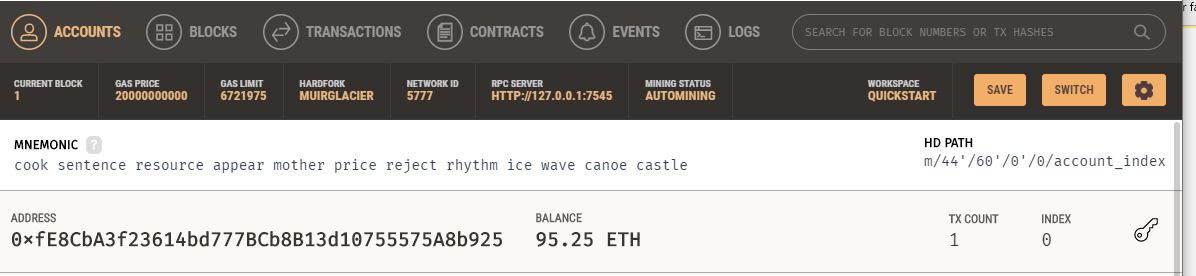 ACCOUNTS BLOCKS TRANSACTIONS CONTRACTS EVENTS LOGS SEARCH FOR BLOCK NUMBERS OR TX HASHES
CURRENT BLOCK GAS PRICE GAS LIMIT HARDFORK NETWORK ID RPC SERVER MINING STATUS WORKSPACE
1 20000000000 6721975 MUIRGLACIER 5777 HTTP://127.0.0.1:7545 AUTOMINING QUICKSTART SAVE SWITCH
MNEMONIC ? HD PATH
cook sentence resource appear mother price reject rhythm ice wave canoe castle m/44'/60'/0'/0/account_index
ADDRESS BALANCE TX COUNT INDEX
0×fE8CbA3f23614bd777BCb8B13d10755575A8b925 95.25 ETH 1 0